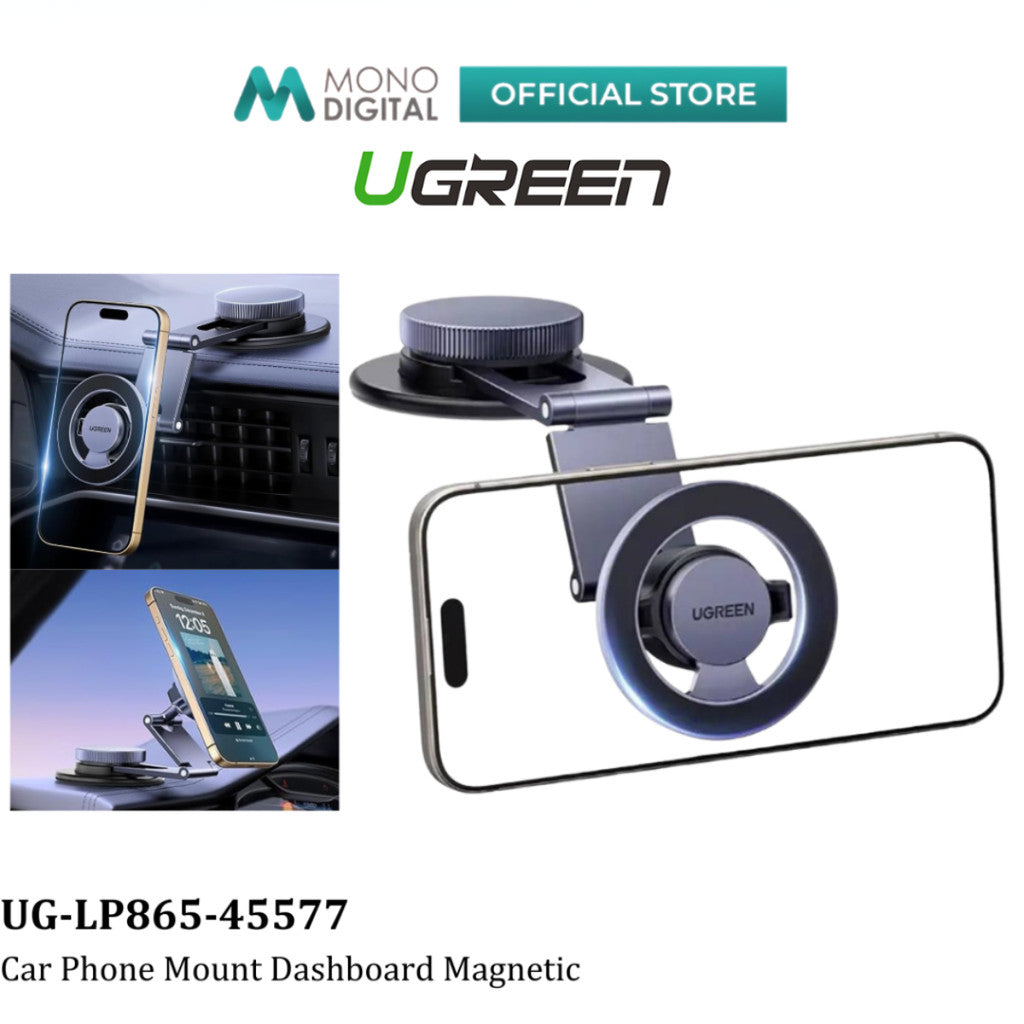 MONO
DIGITAL
OFFICIAL STORE
UGREEN
UGREEN
12:05
UGREEN
UG-LP865-45577
Car Phone Mount Dashboard Magnetic